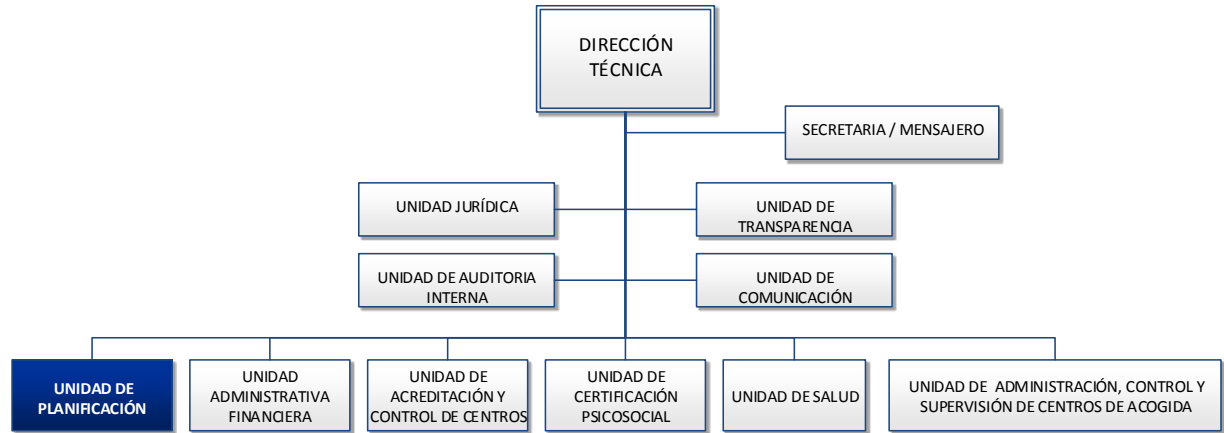 DIRECCIÓN
TÉCNICA
SECRETARIA / MENSAJERO
UNIDAD JURÍDICA
UNIDAD DE
TRANSPARENCIA
UNIDAD DE AUDITORIA
INTERNA
UNIDAD DE
COMUNICACIÓN
UNIDAD DE
PLANIFICACIÓN
UNIDAD
ADMINISTRATIVA
FINANCIERA
UNIDAD DE
ACREDITACIÓN Y
CONTROL DE CENTROS
UNIDAD DE
CERTIFICACIÓN
PSICOSOCIAL
UNIDAD DE SALUD
UNIDAD DE ADMINISTRACIÓN, CONTROL Y
SUPERVISIÓN DE CENTROS DE ACOGIDA